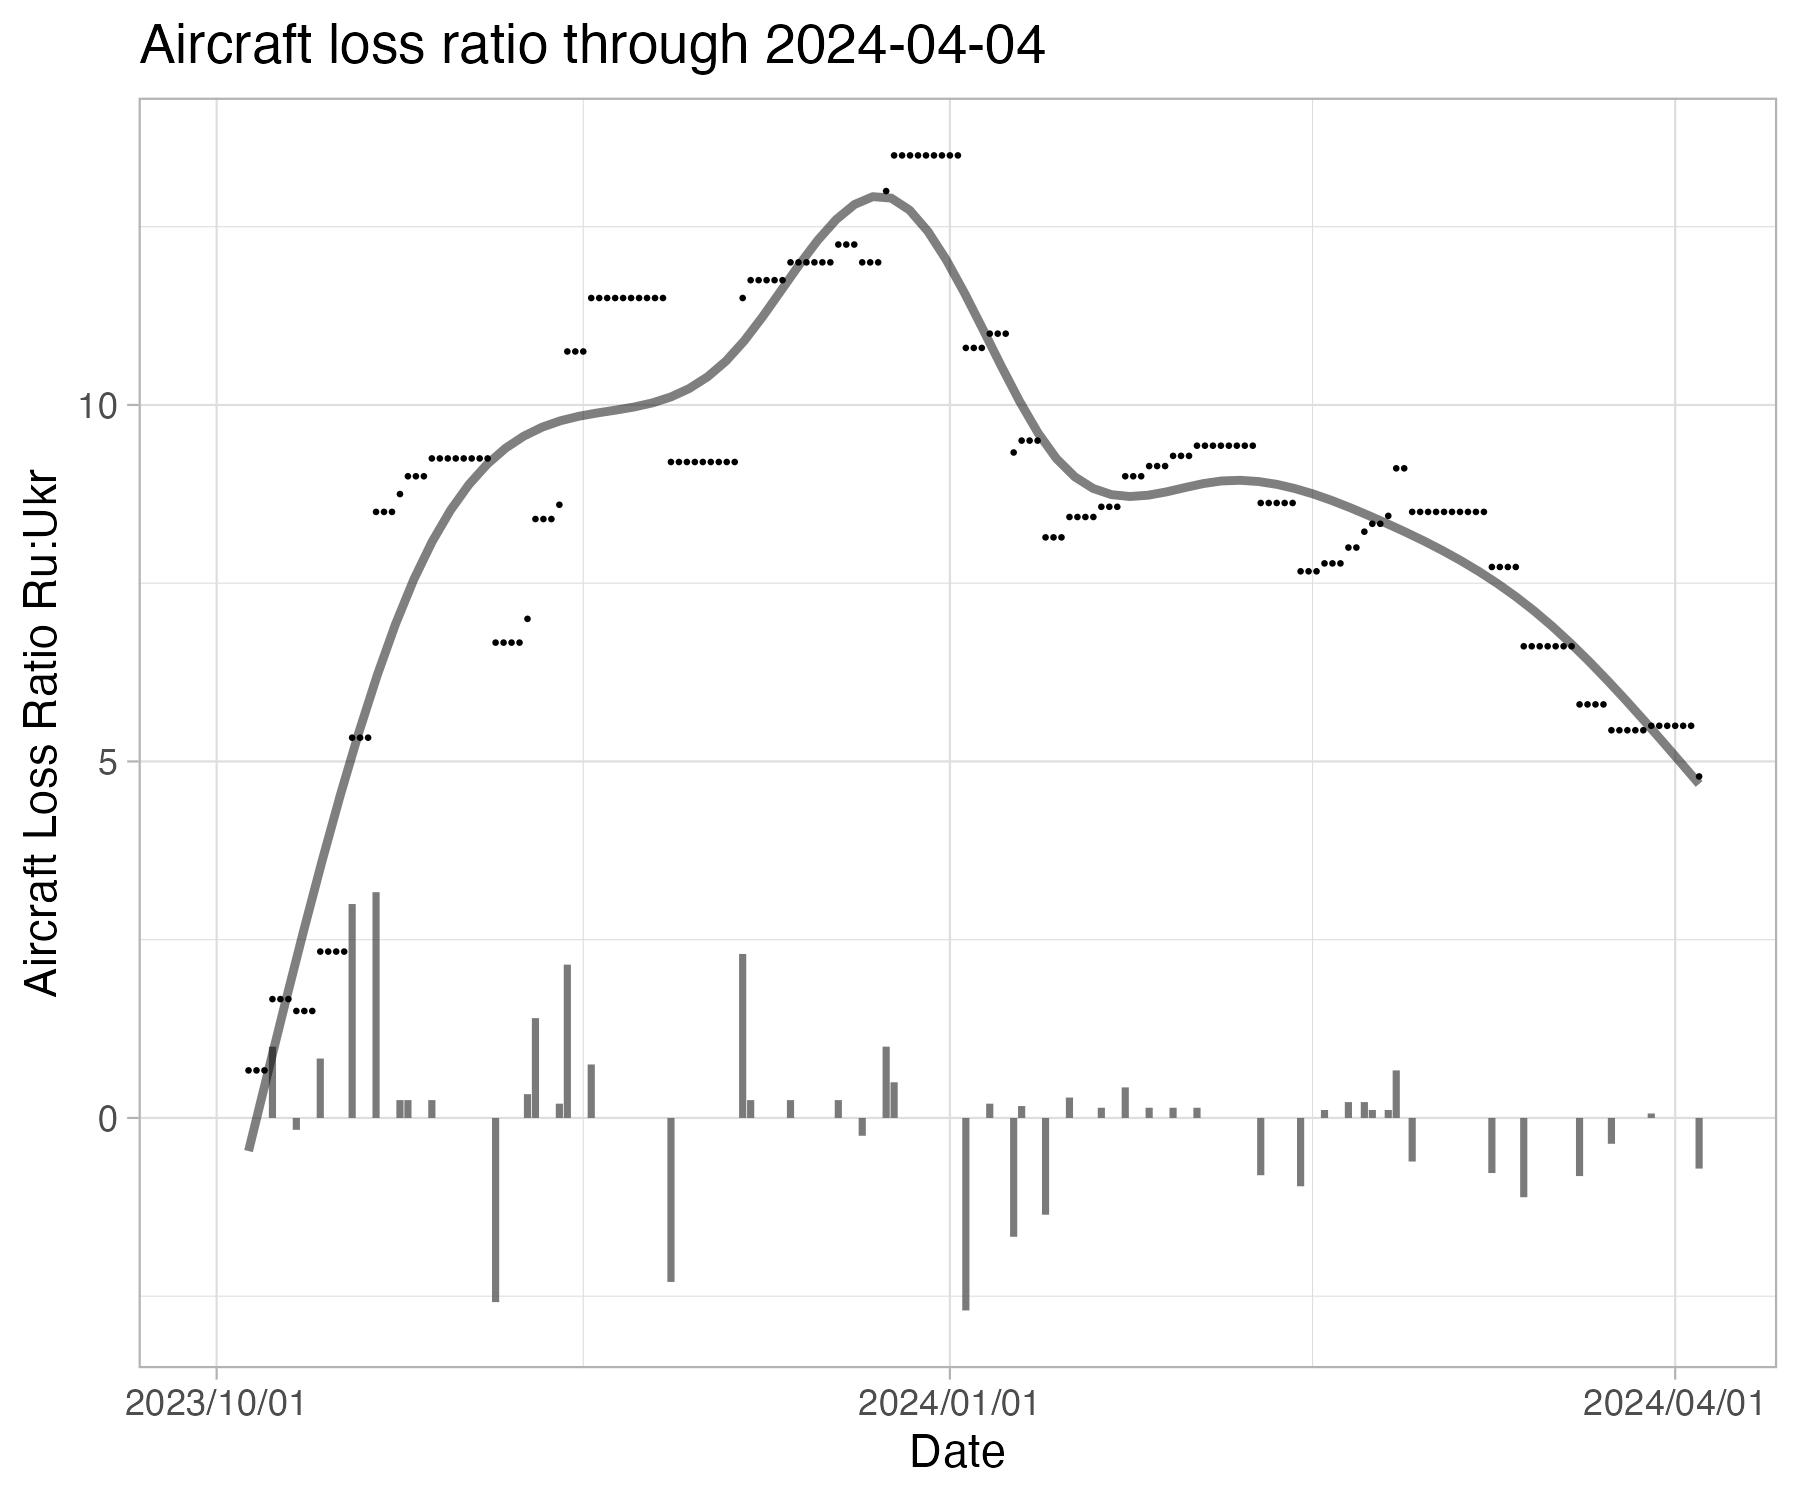 Aircraft loss ratio through 2024-04-04
Aircraft Loss Ratio Ru:Ukr
10
5
0
2023/10/01
2024/01/01
2024/04/01
Date